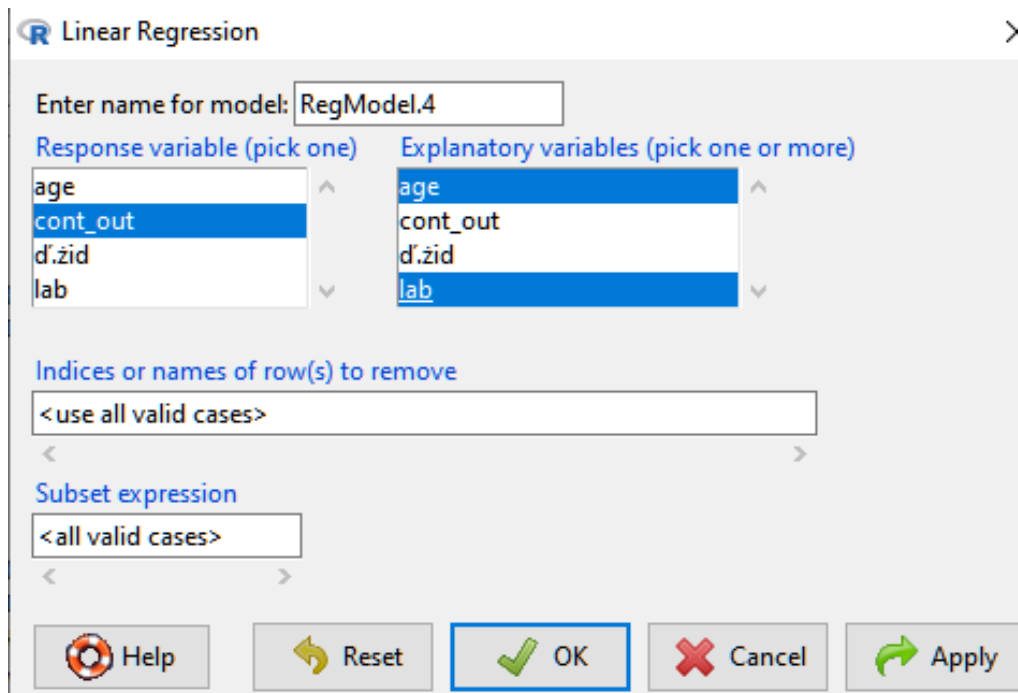 Linear Regression
Enter name for model: RegModel.4
Response variable (pick one) Explanatory variables (pick one or more)
age age
cont_out cont_out
ď.żid ď.żid
lab lab
Indices or names of row(s) to remove
<use all valid cases>
Subset expression
<all valid cases>
Help Reset OK Cancel Apply